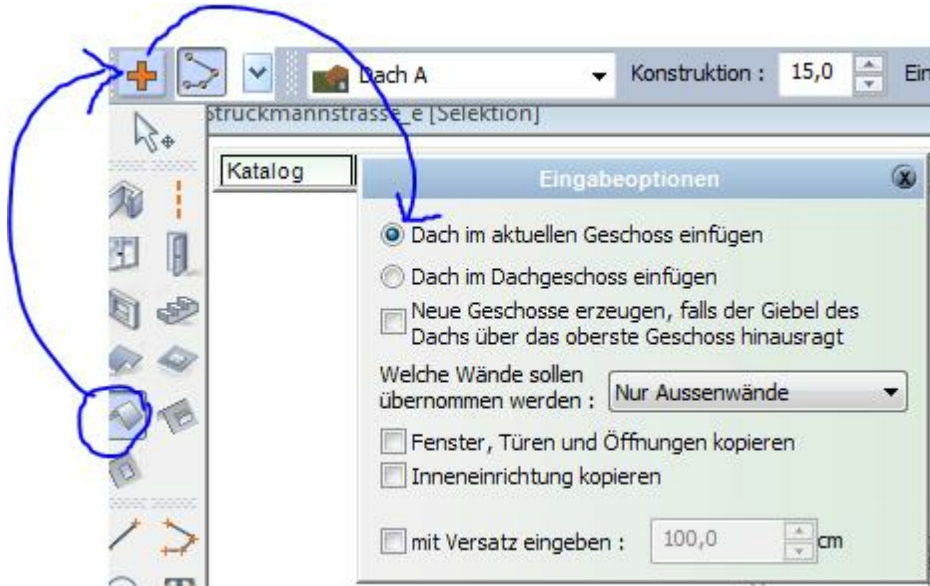 Dach A Konstruktion : 15,0 Ein
Struckmannstrasse_e [Selektion]
Katalog
Eingabeoptionen
Dach im aktuellen Geschoss einfügen
Dach im Dachgeschoss einfügen
Neue Geschosse erzeugen, falls der Giebel des
Dachs über das oberste Geschoss hinausragt
Welche Wände sollen
übernommen werden : Nur Aussenwände
Fenster, Türen und Öffnungen kopieren
Inneneinrichtung kopieren
mit Versatz eingeben : 100,0 cm